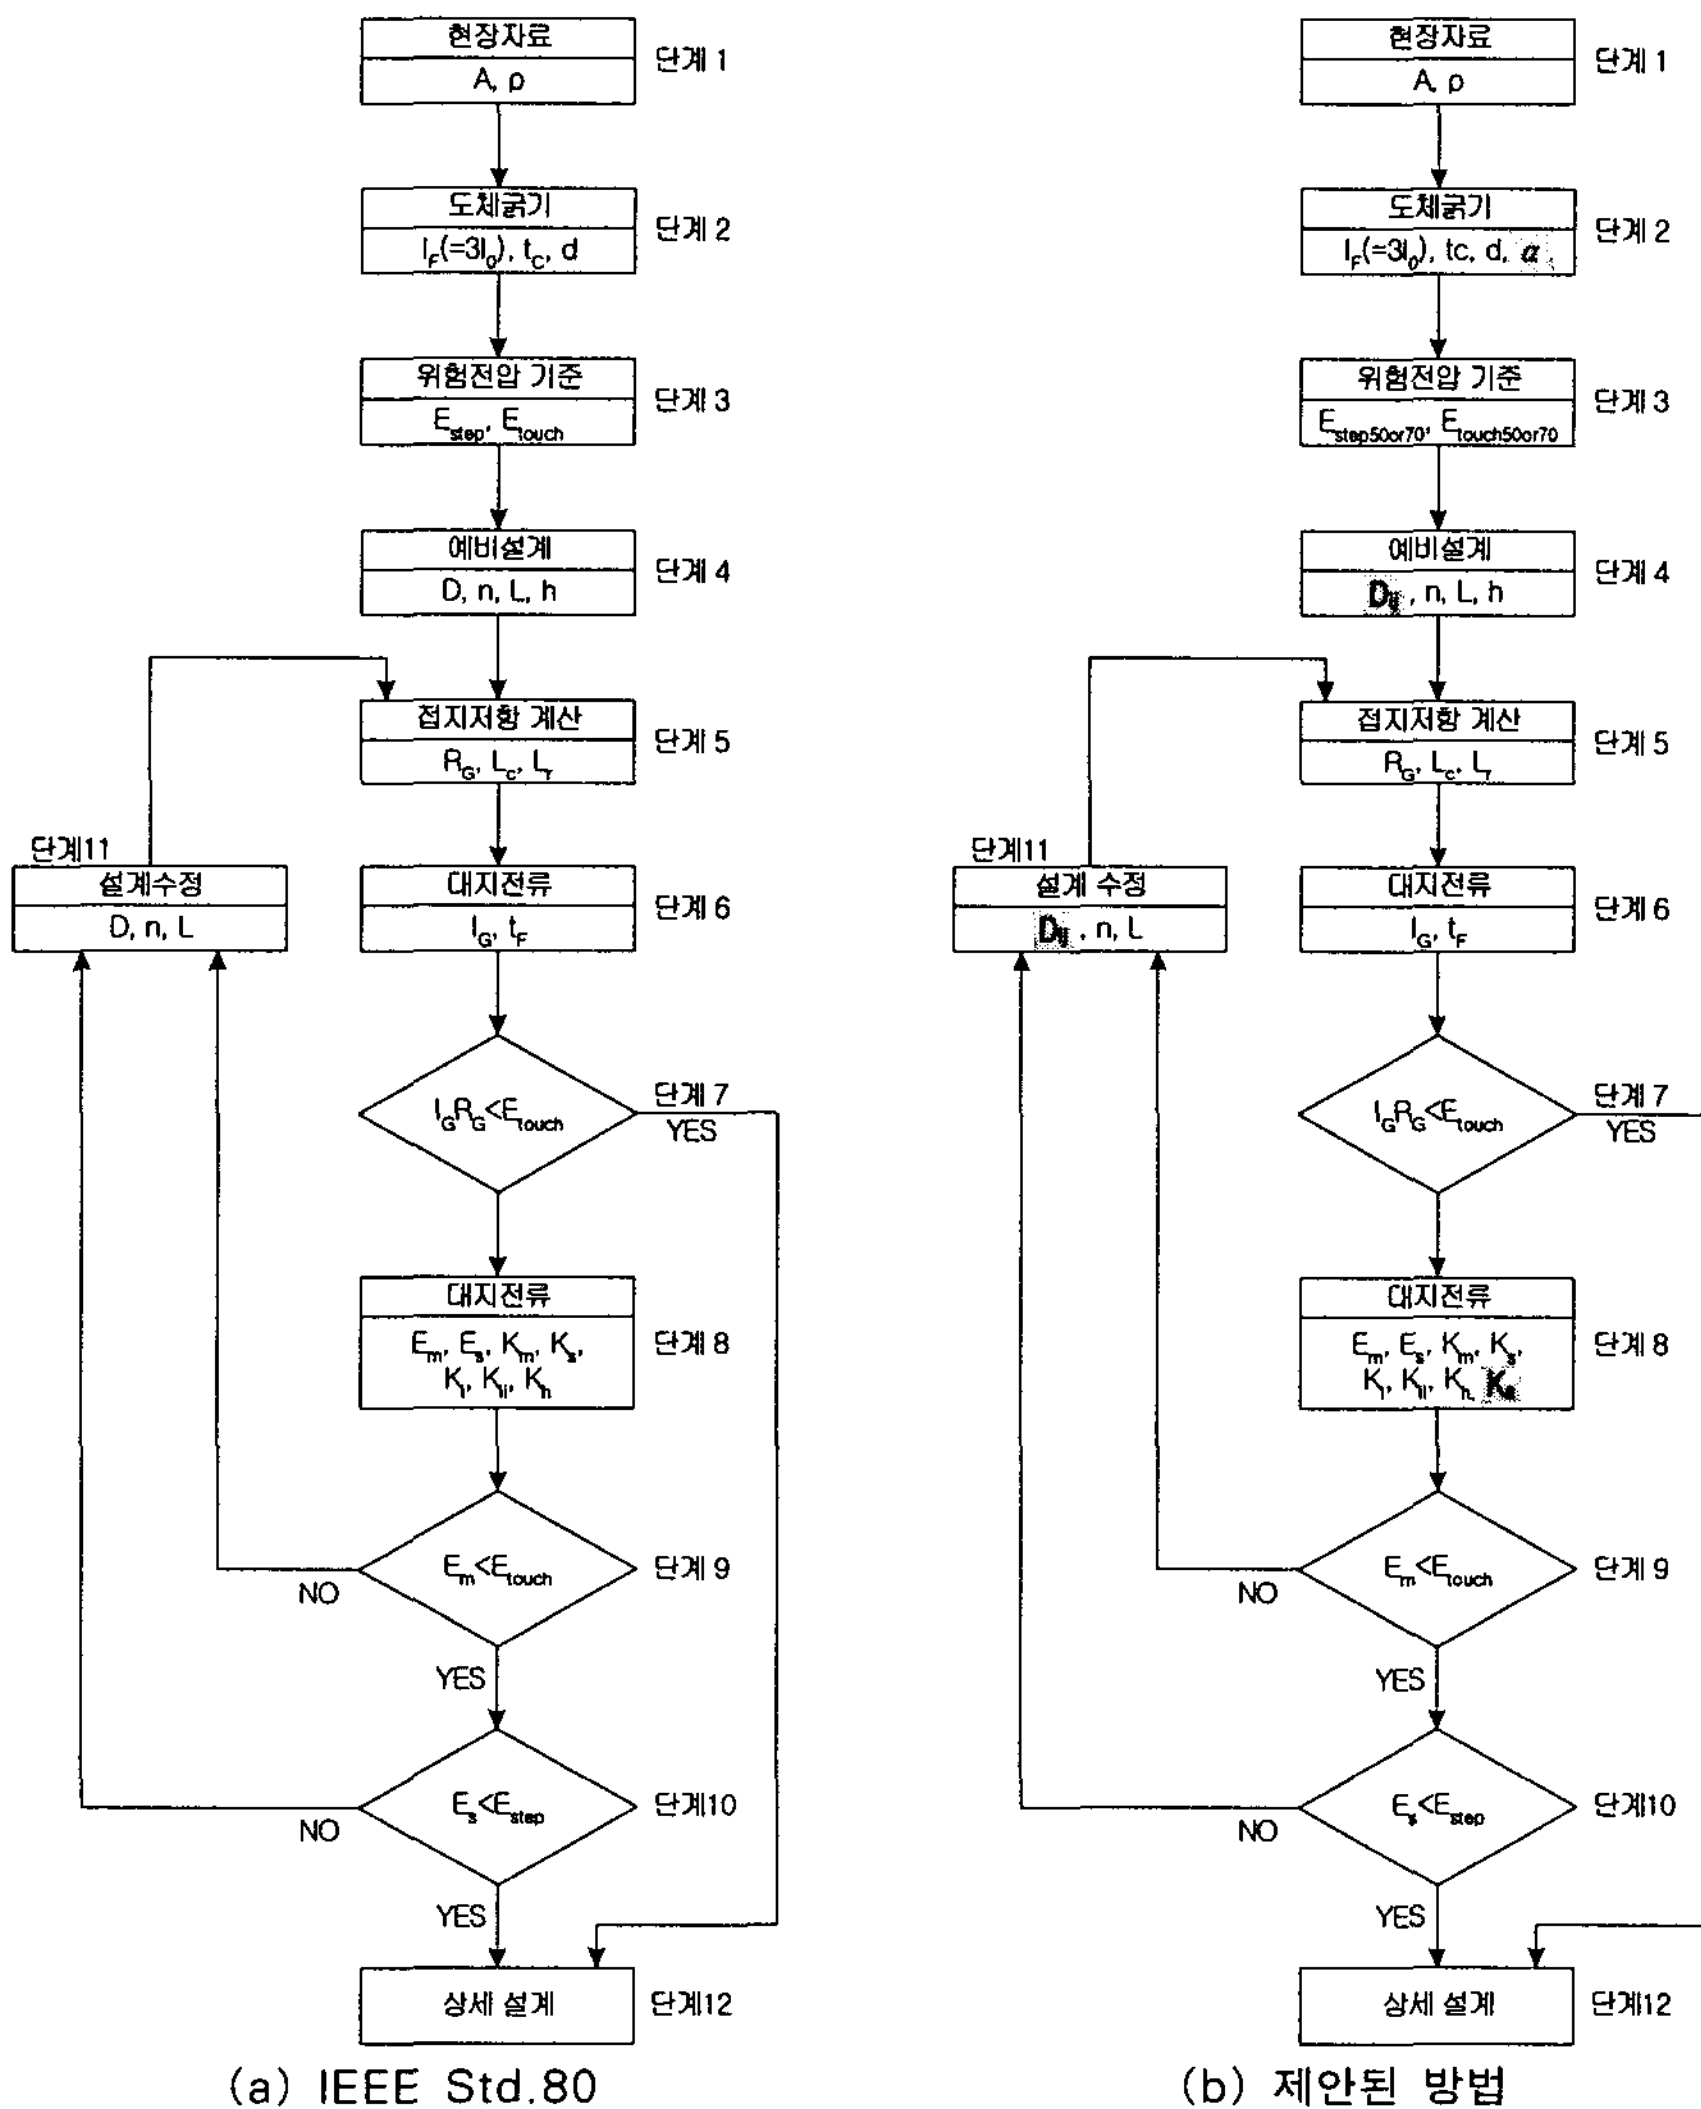 현장자료
단계 1
A, ρ
도체굵기
단계 2
I_F(=3I_0), t_C, d
위험전압 기준
단계 3
E_step, E_touch
예비설계
단계 4
D, n, L, h
접지저항 계산
단계 5
R_G, L_c, L_r
단계11
설계수정
D, n, L
대지전류
단계 6
I_G, t_F
단계 7
I_GR_G<E_touch
YES
대지전류
단계 8
E_m, E_s, K_m, K_s,
K_i, K_ii, K_h
E_m<E_touch
단계 9
NO
YES
E_s<E_step
단계10
NO
YES
상세 설계
단계12
(a) IEEE Std.80
현장자료
단계 1
A, ρ
도체굵기
단계 2
I_F(=3I_0), tc, d, α
위험전압 기준
단계 3
E_step50or70, E_touch50or70
예비설계
단계 4
D_ij, n, L, h
접지저항 계산
단계 5
R_G, L_c, L_r
단계11
설계 수정
D_ij, n, L
대지전류
단계 6
I_G, t_F
단계 7
I_GR_G<E_touch
YES
대지전류
단계 8
E_m, E_s, K_m, K_s,
K_i, K_ii, K_h,
E_m<E_touch
단계 9
NO
YES
E_s<E_step
단계10
NO
YES
상세 설계
단계12
(b) 제안된 방법